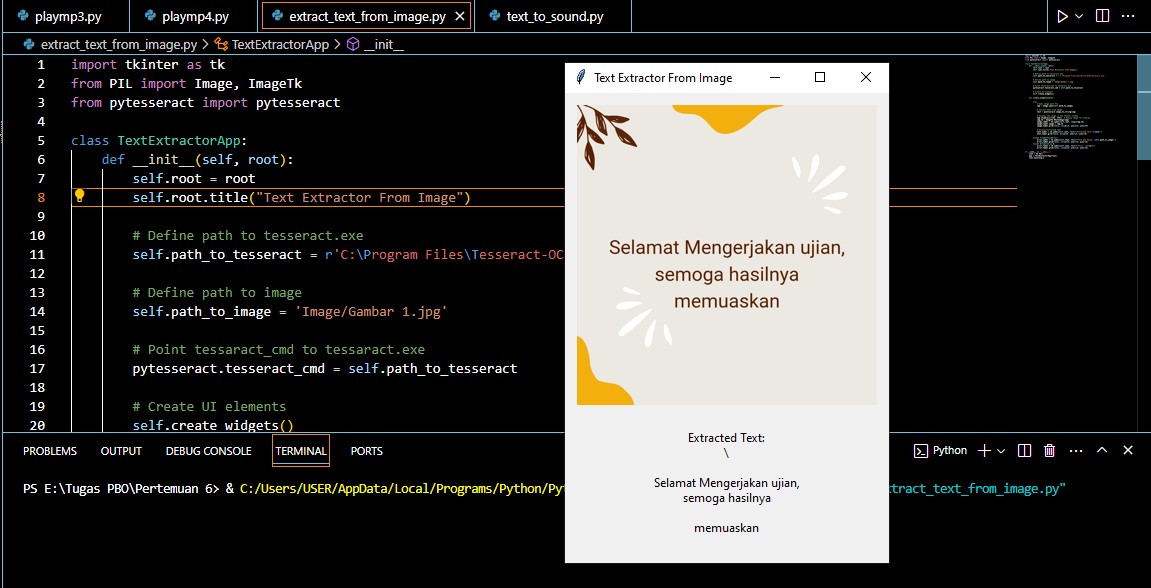 playmp3.py
playmp4.py
extract_text_from_image.py
text_to_sound.py
extract_text_from_image.py > TextExtractorApp > __init__
1 import tkinter as tk
2 from PIL import Image, ImageTk
3 from pytesseract import pytesseract
4
5 class TextExtractorApp:
6 def __init__(self, root):
7 self.root = root
8 self.root.title("Text Extractor From Image")
9
10 # Define path to tesseract.exe
11 self.path_to_tesseract = r'C:\Program Files\Tesseract-OC
12
13 # Define path to image
14 self.path_to_image = 'Image/Gambar 1.jpg'
15
16 # Point tessaract_cmd to tessaract.exe
17 pytesseract.tesseract_cmd = self.path_to_tesseract
18
19 # Create UI elements
20 self.create_widgets()
Text Extractor From Image
Selamat Mengerjakan ujian,
semoga hasilnya
memuaskan
Extracted Text:
\
Selamat Mengerjakan ujian,
semoga hasilnya
memuaskan
PROBLEMS OUTPUT DEBUG CONSOLE TERMINAL PORTS
Python
PS E:\Tugas PBO\Pertemuan 6> & C:/Users/USER/AppData/Local/Programs/Python/Pyt
tract_text_from_image.py"